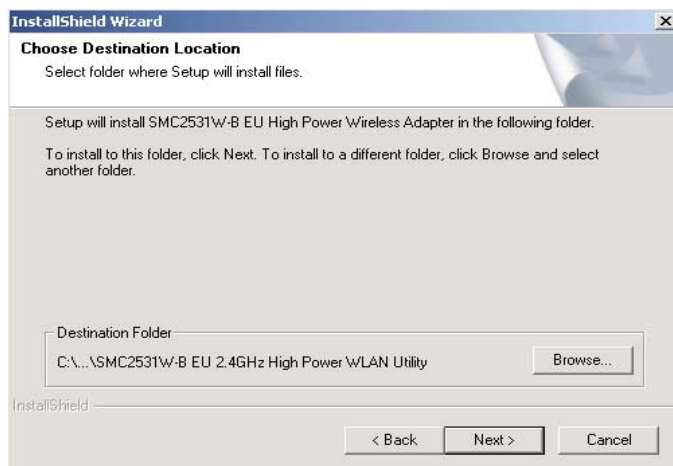 InstallShield Wizard
Choose Destination Location
Select folder where Setup will install files.
Setup will install SMC2531W-B EU High Power Wireless Adapter in the following folder.
To install to this folder, click Next. To install to a different folder, click Browse and select
another folder.
Destination Folder
C:\...\SMC2531W-B EU 2.4GHz High Power WLAN Utility
Browse...
InstallShield
< Back
Next >
Cancel